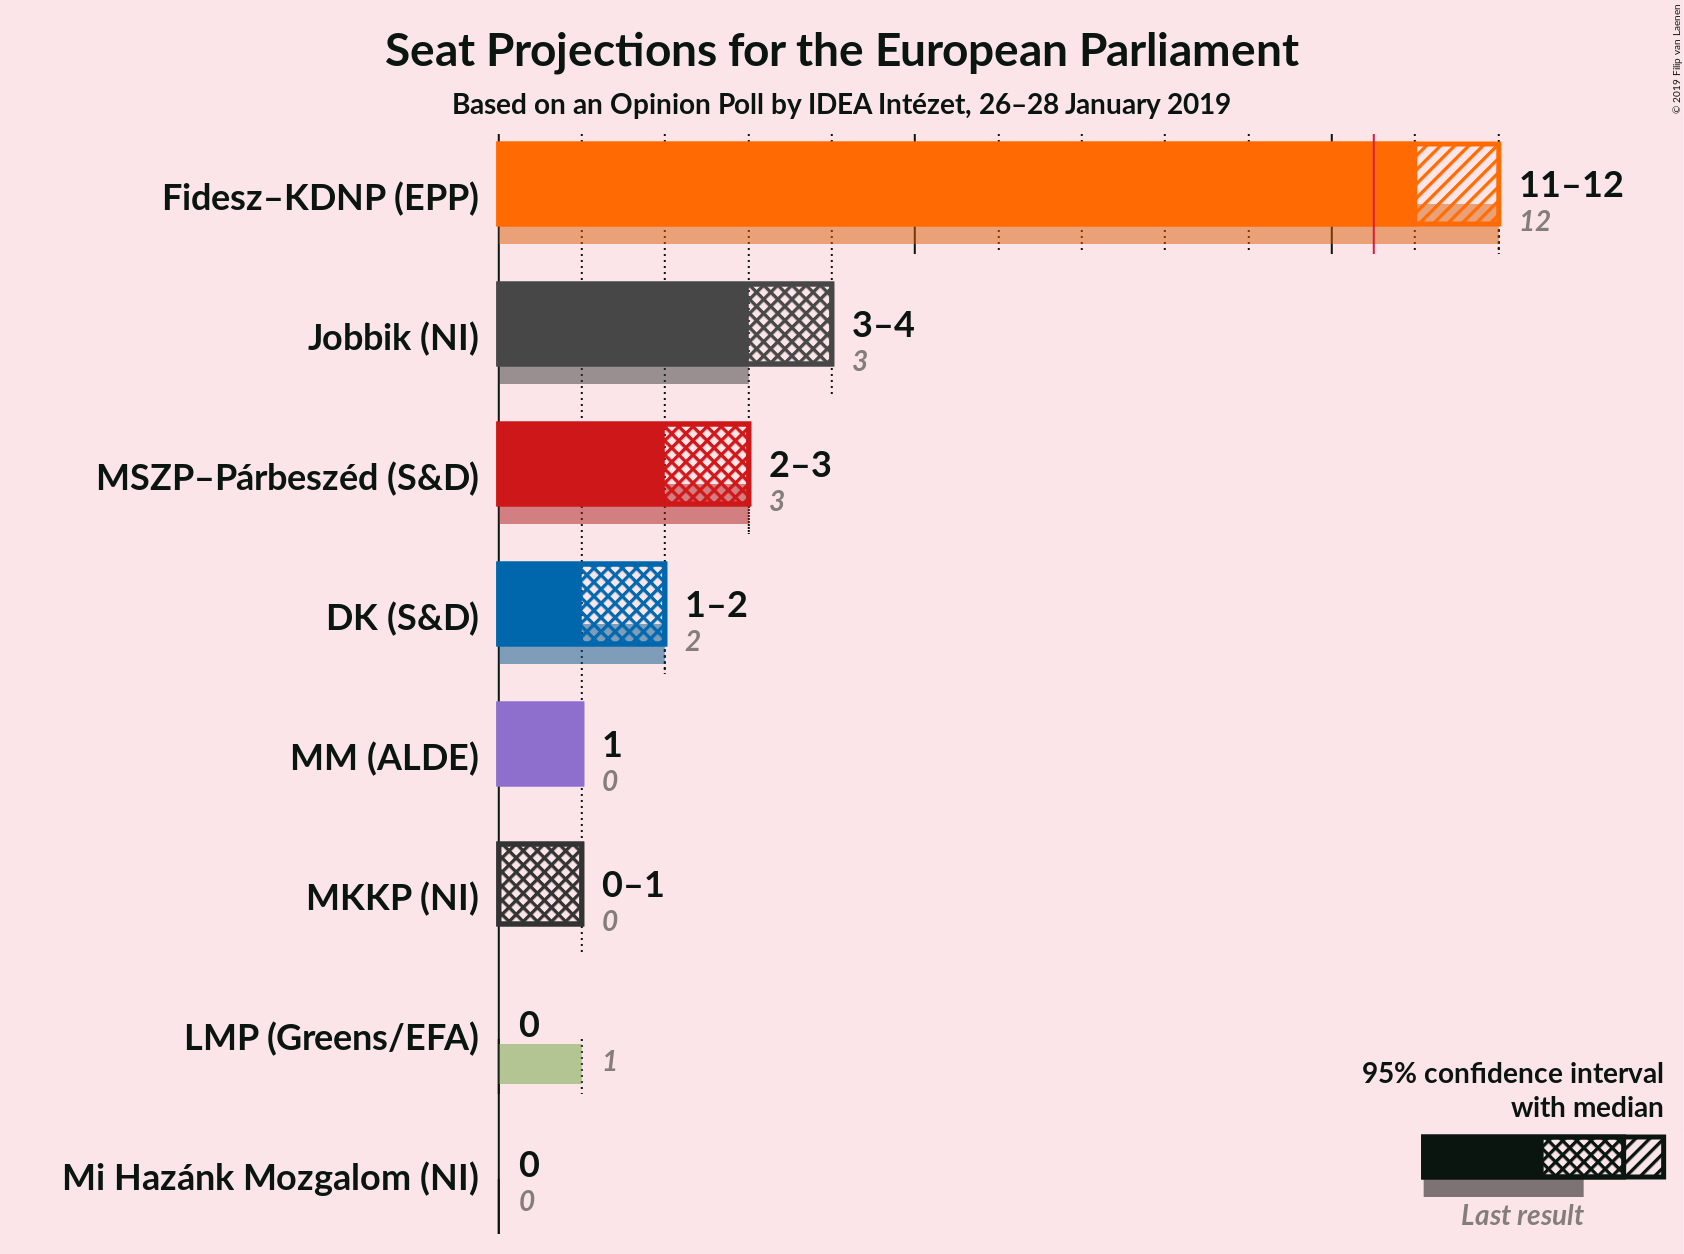 Seat Projections for the European Parliament
Based on an Opinion Poll by IDEA Intézet, 26–28 January 2019
© 2019 Filip van Laenen
Fidesz–KDNP (EPP)
11–12
12
Jobbik (NI)
3–4
3
MSZP–Párbeszéd (S&D)
2–3
3
DK (S&D)
1–2
2
MM (ALDE)
1
0
MKKP (NI)
0–1
0
LMP (Greens/EFA)
0
1
Mi Hazánk Mozgalom (NI)
0
0
95% confidence interval
with median
Last result